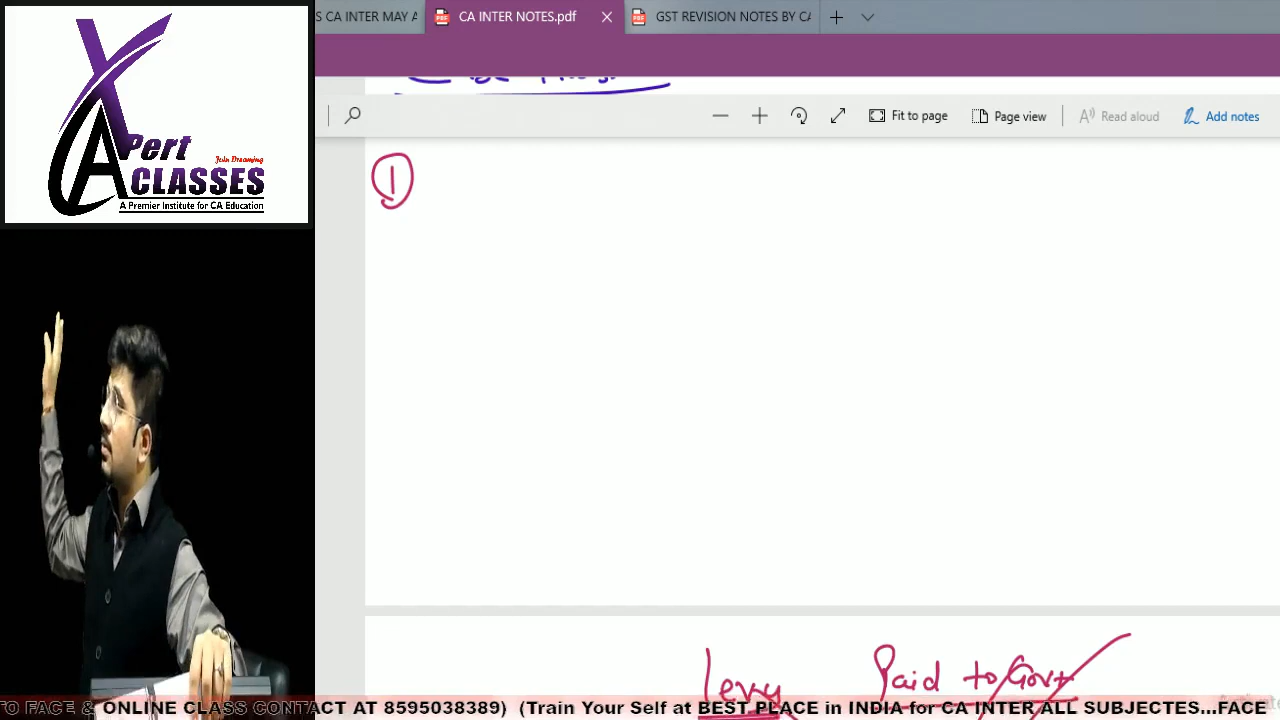 S CA INTER MAY A
CA INTER NOTES.pdf
GST REVISION NOTES BY CA
Fit to page
Page view
Read aloud
Add notes
XPert
Join Dreaming
CLASSES
A Premier Institute for CA Education
①
Levy Paid to Govt
TO FACE & ONLINE CLASS CONTACT AT 8595038389) (Train Your Self at BEST PLACE in INDIA for CA INTER ALL SUBJECTES...FACE